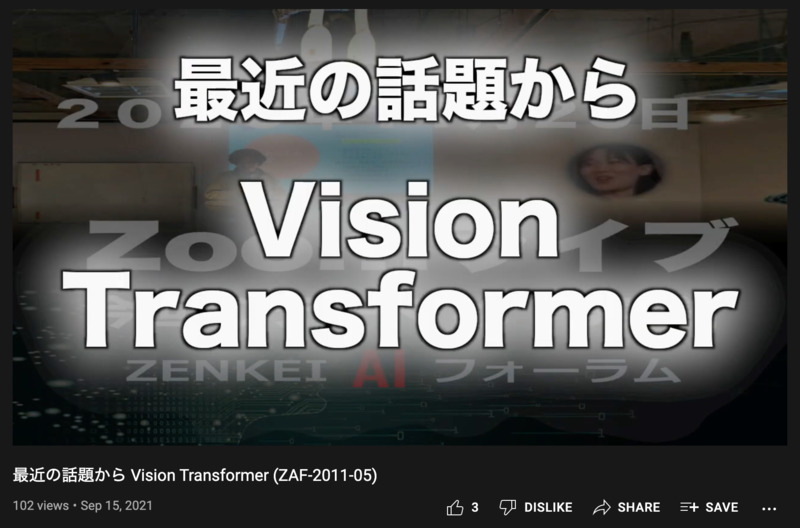 最近の話題から
Vision
Transformer
ZENKEI AI フォーラム
最近の話題から Vision Transformer (ZAF-2011-05)
102 views • Sep 15, 2021
3 DISLIKE SHARE SAVE